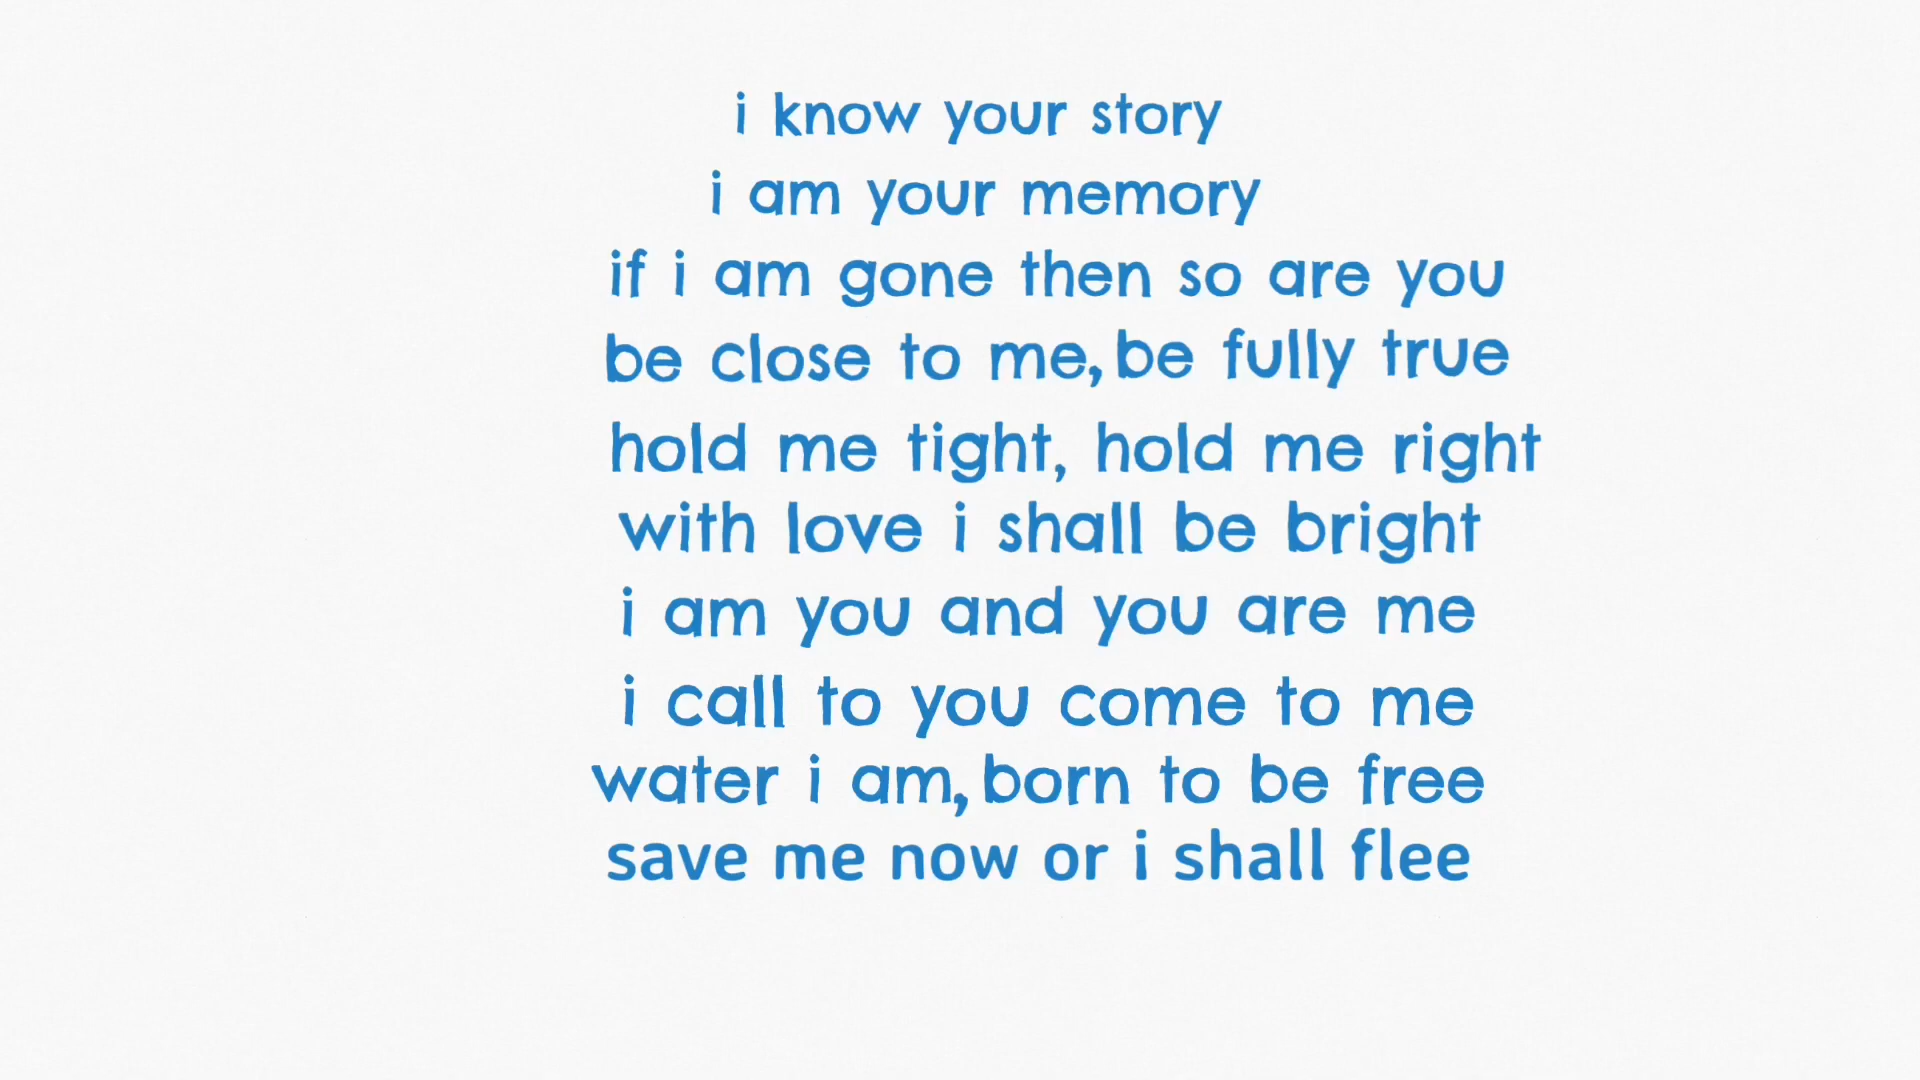 i know your story
i am your memory
if i am gone then so are you
be close to me, be fully true
hold me tight, hold me right
with love i shall be bright
i am you and you are me
i call to you come to me
water i am, born to be free
save me now or i shall flee